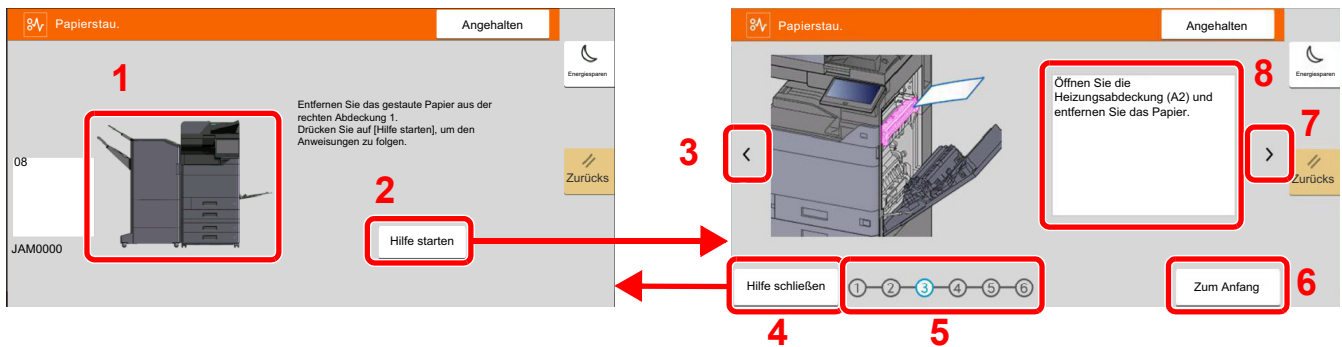 Papierstau.
Angehalten
Energiesparen
1
Entfernen Sie das gestaute Papier aus der
rechten Abdeckung 1.
Drücken Sie auf [Hilfe starten], um den
Anweisungen zu folgen.
08
Zurücks
2
JAM0000
Hilfe starten
Papierstau.
Angehalten
Energiesparen
8
Öffnen Sie die
Heizungsabdeckung (A2) und
entfernen Sie das Papier.
7
3
<
>
Zurücks
Hilfe schließen
1 2 3 4 5 6
Zum Anfang
6
4
5